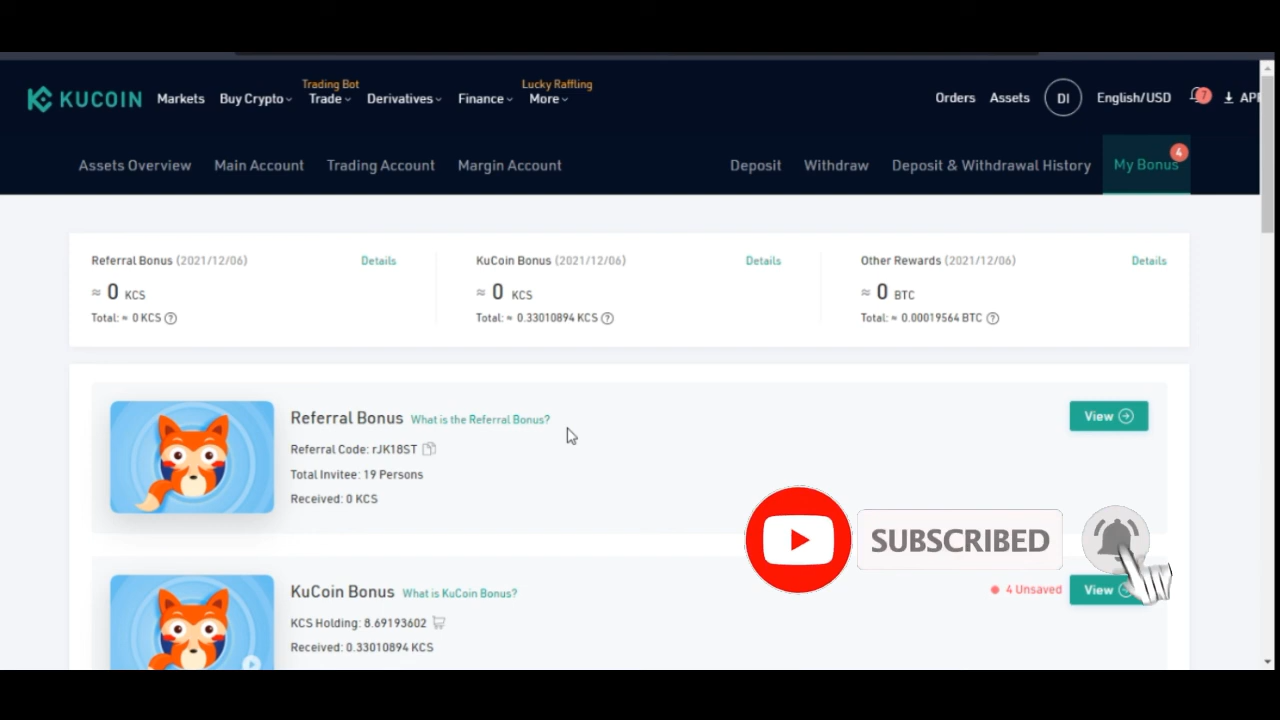 Trading Bot
Lucky Raffling
KUCOIN Markets Buy Crypto Trade Derivatives Finance More Orders Assets DI English/USD 7
Assets Overview Main Account Trading Account Margin Account Deposit Withdraw Deposit & Withdrawal History My Bonus 4
Referral Bonus (2021/12/06) Details KuCoin Bonus (2021/12/06) Details Other Rewards (2021/12/06) Details
≈ 0 KCS ≈ 0 KCS ≈ 0 BTC
Total: ≈ 0 KCS ? Total: ≈ 0.33010894 KCS ? Total: ≈ 0.00019564 BTC ?
Referral Bonus What is the Referral Bonus? View
Referral Code: rJK18ST
Total Invitee: 19 Persons
Received: 0 KCS
SUBSCRIBED
KuCoin Bonus What is KuCoin Bonus? 4 Unsaved View
KCS Holding: 8.69193602
Received: 0.33010894 KCS